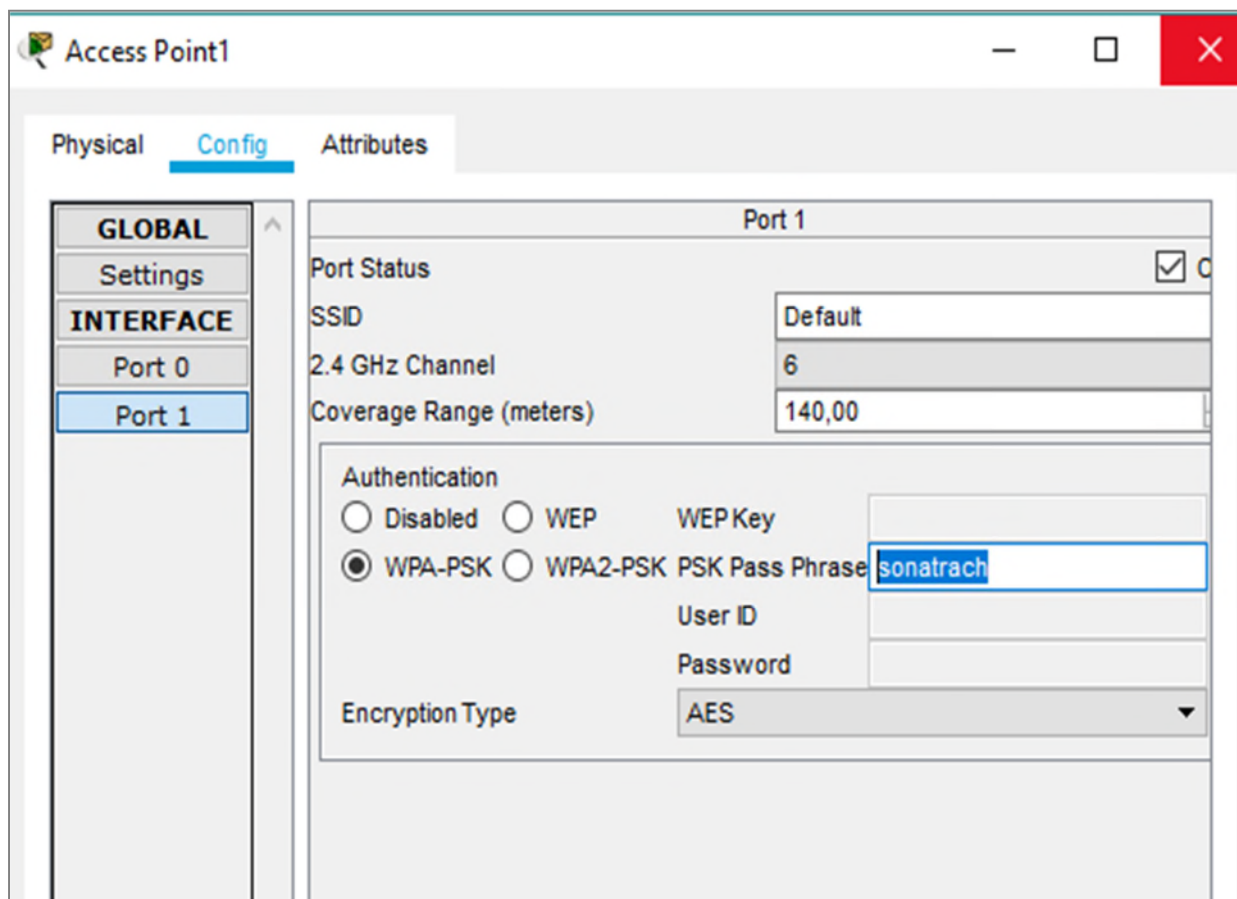 Access Point1
Physical Config Attributes
GLOBAL
Settings
INTERFACE
Port 0
Port 1
Port 1
Port Status
SSID Default
2.4 GHz Channel 6
Coverage Range (meters) 140,00
Authentication
Disabled WEP WEP Key
WPA-PSK WPA2-PSK PSK Pass Phrase sonatrach
User ID
Password
Encryption Type AES